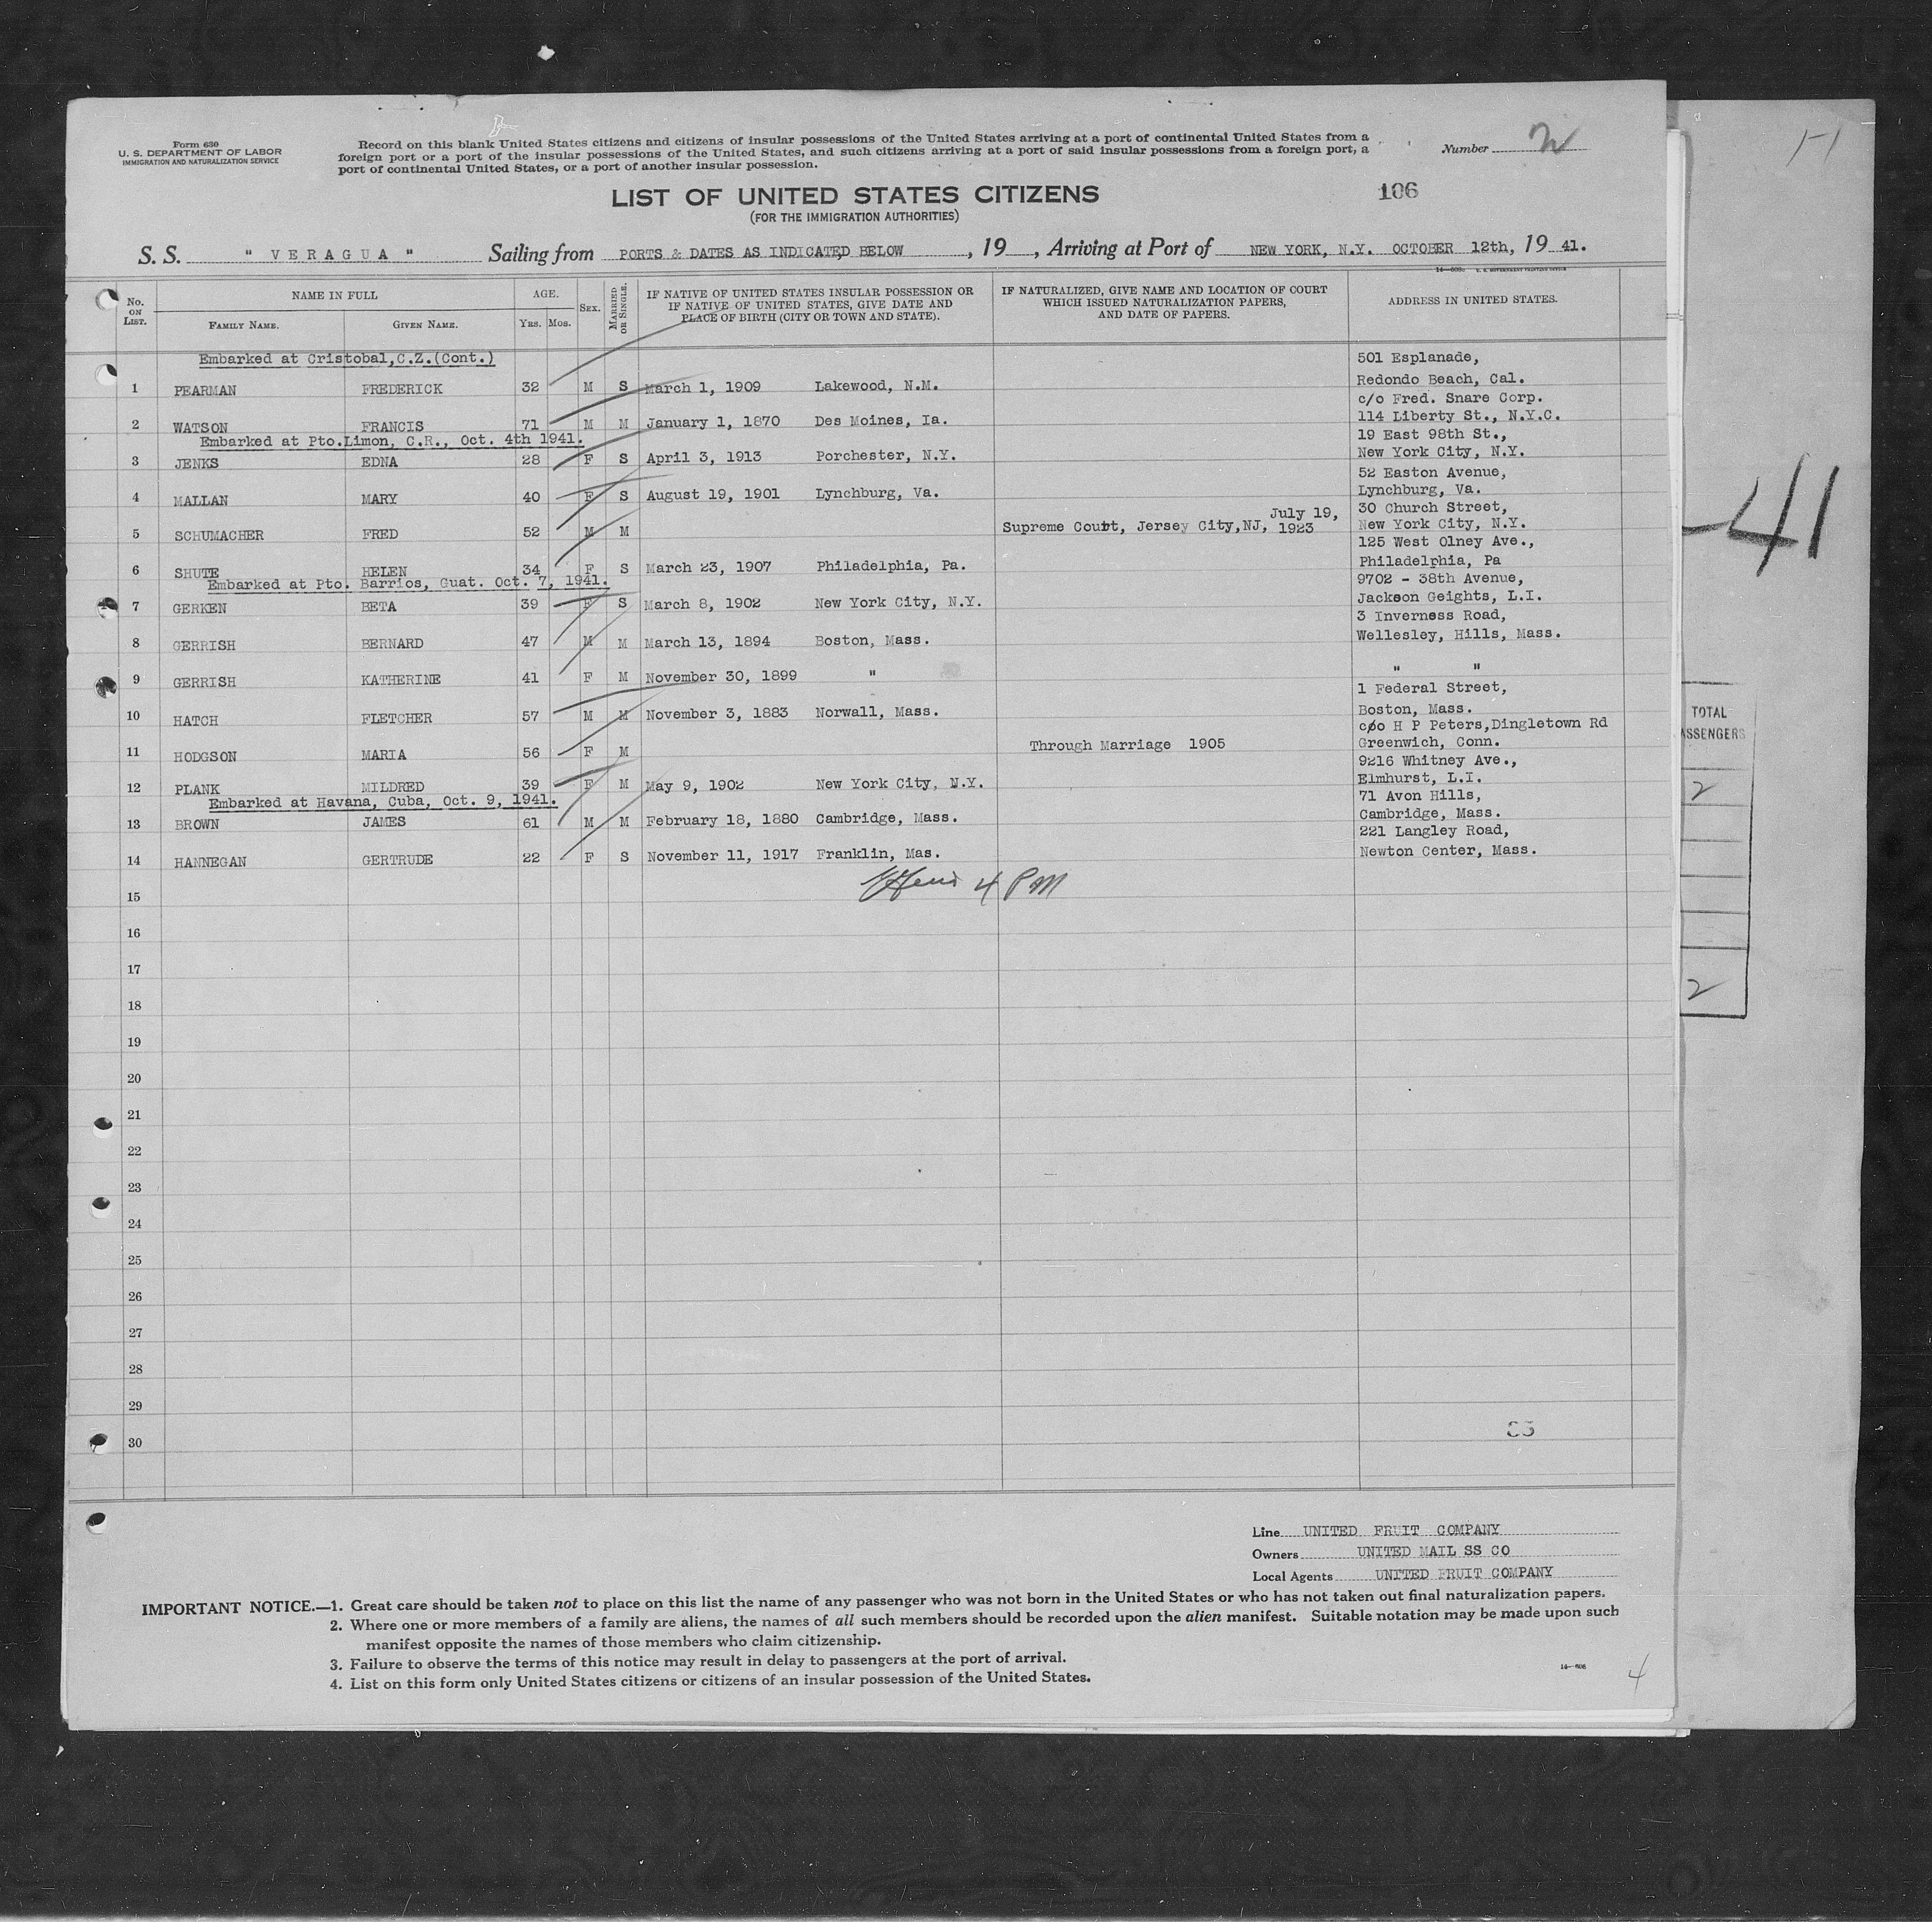 Form 630
U. S. DEPARTMENT OF LABOR
IMMIGRATION AND NATURALIZATION SERVICE
Record on this blank United States citizens and citizens of insular possessions of the United States arriving at a port of continental United States from a
foreign port or a port of the insular possessions of the United States, and such citizens arriving at a port of said insular possessions from a foreign port, a
port of continental United States, or a port of another insular possession.
Number 2
LIST OF UNITED STATES CITIZENS
(FOR THE IMMIGRATION AUTHORITIES)
106
S. S. " VERAGUA " Sailing from PORTS & DATES AS INDICATED BELOW , 19 , Arriving at Port of NEW YORK, N.Y. OCTOBER 12th, 19 41.
No. ON LIST.
NAME IN FULL
FAMILY NAME. GIVEN NAME.
AGE.
YRS. MOS.
SEX.
MARRIED OR SINGLE.
IF NATIVE OF UNITED STATES INSULAR POSSESSION OR
IF NATIVE OF UNITED STATES, GIVE DATE AND
PLACE OF BIRTH (CITY OR TOWN AND STATE).
IF NATURALIZED, GIVE NAME AND LOCATION OF COURT
WHICH ISSUED NATURALIZATION PAPERS,
AND DATE OF PAPERS.
ADDRESS IN UNITED STATES.
Embarked at Cristobal,C.Z.(Cont.) 501 Esplanade,
1 PEARMAN FREDERICK 32 M S March 1, 1909 Lakewood, N.M. Redondo Beach, Cal.
c/o Fred. Snare Corp.
2 WATSON FRANCIS 71 M M January 1, 1870 Des Moines, Ia. 114 Liberty St., N.Y.C.
Embarked at Pto.Limon, C.R., Oct. 4th 1941. 19 East 98th St.,
3 JENKS EDNA 28 F S April 3, 1913 Porchester, N.Y. New York City, N.Y.
52 Easton Avenue,
4 MALLAN MARY 40 F S August 19, 1901 Lynchburg, Va. Lynchburg, Va.
July 19, 30 Church Street,
5 SCHUMACHER FRED 52 M M Supreme Court, Jersey City,NJ, 1923 New York City, N.Y.
125 West Olney Ave.,
6 SHUTE HELEN 34 F S March 23, 1907 Philadelphia, Pa. Philadelphia, Pa
Embarked at Pto. Barrios, Guat. Oct. 7, 1941. 9702 - 38th Avenue,
7 GERKEN BETA 39 F S March 8, 1902 New York City, N.Y. Jackson Geights, L.I.
3 Inverness Road,
8 GERRISH BERNARD 47 M M March 13, 1894 Boston, Mass. Wellesley, Hills, Mass.
9 GERRISH KATHERINE 41 F M November 30, 1899 " " "
1 Federal Street,
10 HATCH FLETCHER 57 M M November 3, 1883 Norwall, Mass. Boston, Mass.
c/o H P Peters,Dingletown Rd
11 HODGSON MARIA 56 F M Through Marriage 1905 Greenwich, Conn.
9216 Whitney Ave.,
12 PLANK MILDRED 39 F M May 9, 1902 New York City, N.Y. Elmhurst, L.I.
Embarked at Havana, Cuba, Oct. 9, 1941. 71 Avon Hills,
13 BROWN JAMES 61 M M February 18, 1880 Cambridge, Mass. Cambridge, Mass.
221 Langley Road,
14 HANNEGAN GERTRUDE 22 F S November 11, 1917 Franklin, Mas. Newton Center, Mass.
4 PM
15
16
17
18
19
20
21
22
23
24
25
26
27
28
29
30
83
Line UNITED FRUIT COMPANY
Owners UNITED MAIL SS CO
Local Agents UNITED FRUIT COMPANY
IMPORTANT NOTICE.—1. Great care should be taken not to place on this list the name of any passenger who was not born in the United States or who has not taken out final naturalization papers.
2. Where one or more members of a family are aliens, the names of all such members should be recorded upon the alien manifest. Suitable notation may be made upon such
manifest opposite the names of those members who claim citizenship.
3. Failure to observe the terms of this notice may result in delay to passengers at the port of arrival.
4. List on this form only United States citizens or citizens of an insular possession of the United States.
4
-41
TOTAL
ASSENGERS
2
2